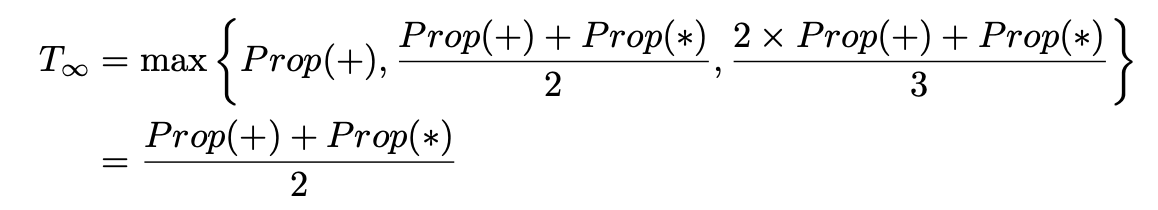 T∞ = max { Prop(+), (Prop(+) + Prop(∗))/2, (2 × Prop(+) + Prop(∗))/3 }
= (Prop(+) + Prop(∗))/2